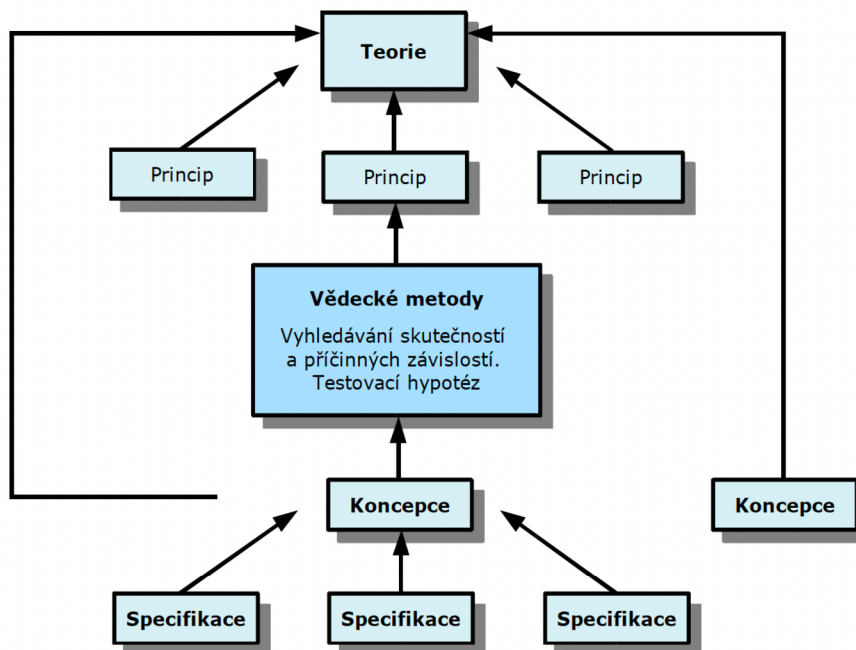 Teorie
Princip
Princip
Princip
Vědecké metody
Vyhledávání skutečností
a příčinných závislostí.
Testovací hypotéz
Koncepce
Koncepce
Specifikace
Specifikace
Specifikace